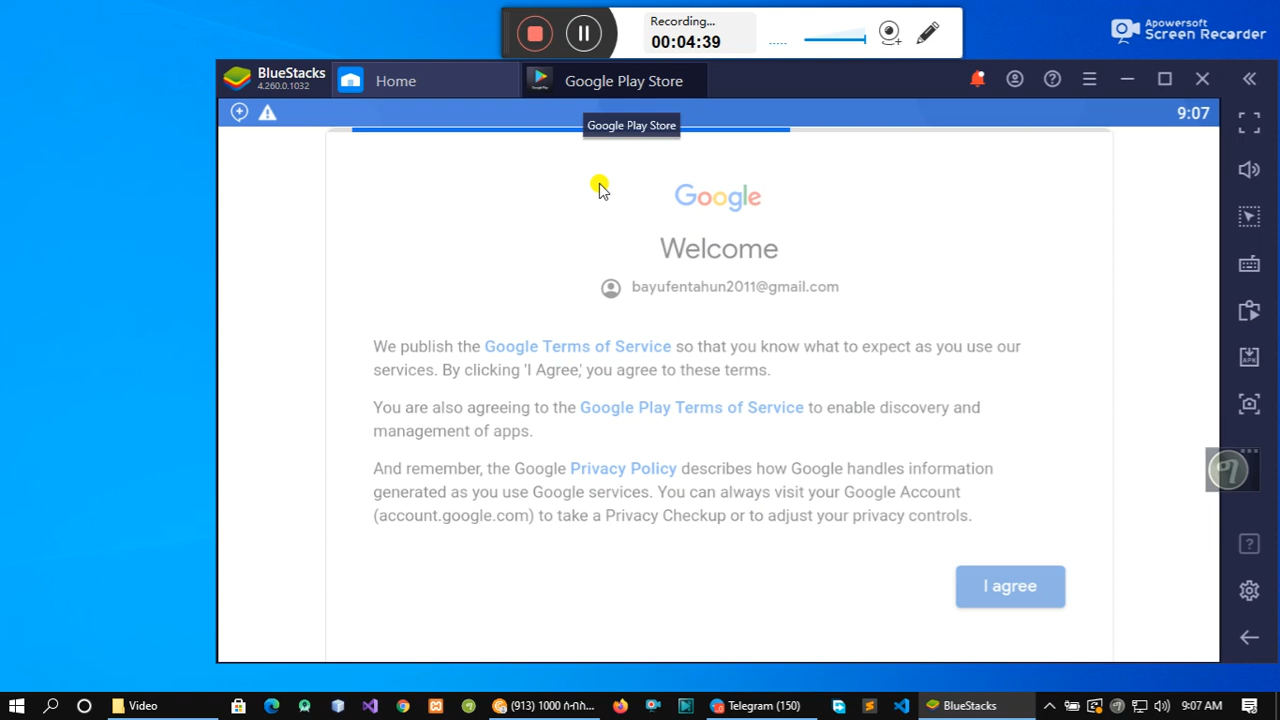 Recording...
00:04:39
Apowersoft
Screen Recorder
BlueStacks
4.260.0.1032
Home
Google Play Store
9:07
Google Play Store
Google
Welcome
bayufentahun2011@gmail.com
We publish the Google Terms of Service so that you know what to expect as you use our
services. By clicking 'I Agree,' you agree to these terms.
You are also agreeing to the Google Play Terms of Service to enable discovery and
management of apps.
And remember, the Google Privacy Policy describes how Google handles information
generated as you use Google services. You can always visit your Google Account
(account.google.com) to take a Privacy Checkup or to adjust your privacy controls.
I agree
Video
(913) 1000 ሱብስ...
Telegram (150)
BlueStacks
9:07 AM